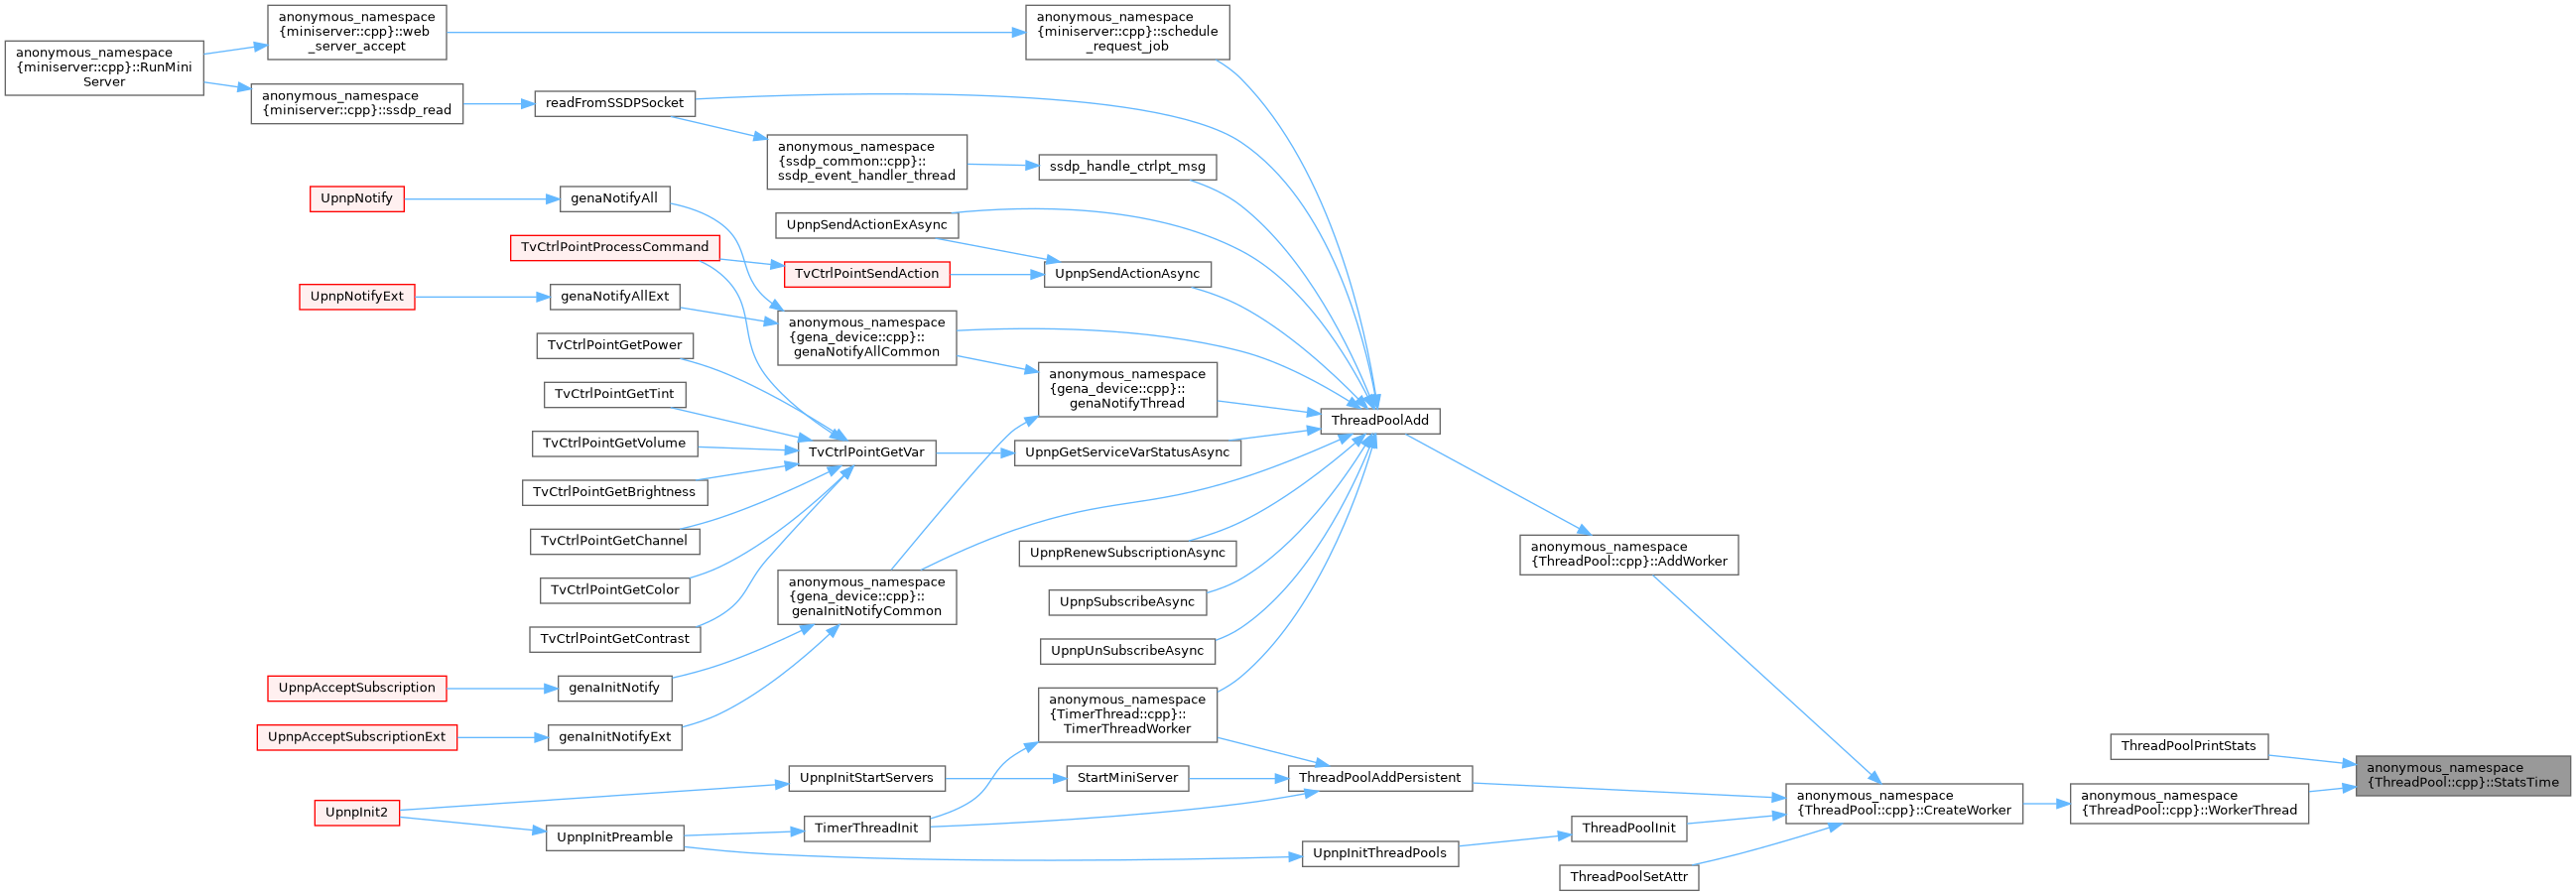 anonymous_namespace
{miniserver::cpp}::RunMini
Server
anonymous_namespace
{miniserver::cpp}::web
_server_accept
anonymous_namespace
{miniserver::cpp}::schedule
_request_job
anonymous_namespace
{miniserver::cpp}::ssdp_read
readFromSSDPSocket
anonymous_namespace
{ssdp_common::cpp}::
ssdp_event_handler_thread
ssdp_handle_ctrlpt_msg
UpnpNotify
genaNotifyAll
UpnpSendActionExAsync
TvCtrlPointProcessCommand
TvCtrlPointSendAction
UpnpSendActionAsync
UpnpNotifyExt
genaNotifyAllExt
anonymous_namespace
{gena_device::cpp}::
genaNotifyAllCommon
TvCtrlPointGetPower
anonymous_namespace
{gena_device::cpp}::
genaNotifyThread
TvCtrlPointGetTint
ThreadPoolAdd
TvCtrlPointGetVolume
TvCtrlPointGetVar
UpnpGetServiceVarStatusAsync
TvCtrlPointGetBrightness
TvCtrlPointGetChannel
UpnpRenewSubscriptionAsync
anonymous_namespace
{ThreadPool::cpp}::AddWorker
TvCtrlPointGetColor
anonymous_namespace
{gena_device::cpp}::
genaInitNotifyCommon
UpnpSubscribeAsync
TvCtrlPointGetContrast
UpnpUnSubscribeAsync
UpnpAcceptSubscription
genaInitNotify
anonymous_namespace
{TimerThread::cpp}::
TimerThreadWorker
UpnpAcceptSubscriptionExt
genaInitNotifyExt
ThreadPoolPrintStats
anonymous_namespace
{ThreadPool::cpp}::StatsTime
UpnpInitStartServers
StartMiniServer
ThreadPoolAddPersistent
anonymous_namespace
{ThreadPool::cpp}::CreateWorker
anonymous_namespace
{ThreadPool::cpp}::WorkerThread
UpnpInit2
UpnpInitPreamble
TimerThreadInit
ThreadPoolInit
UpnpInitThreadPools
ThreadPoolSetAttr